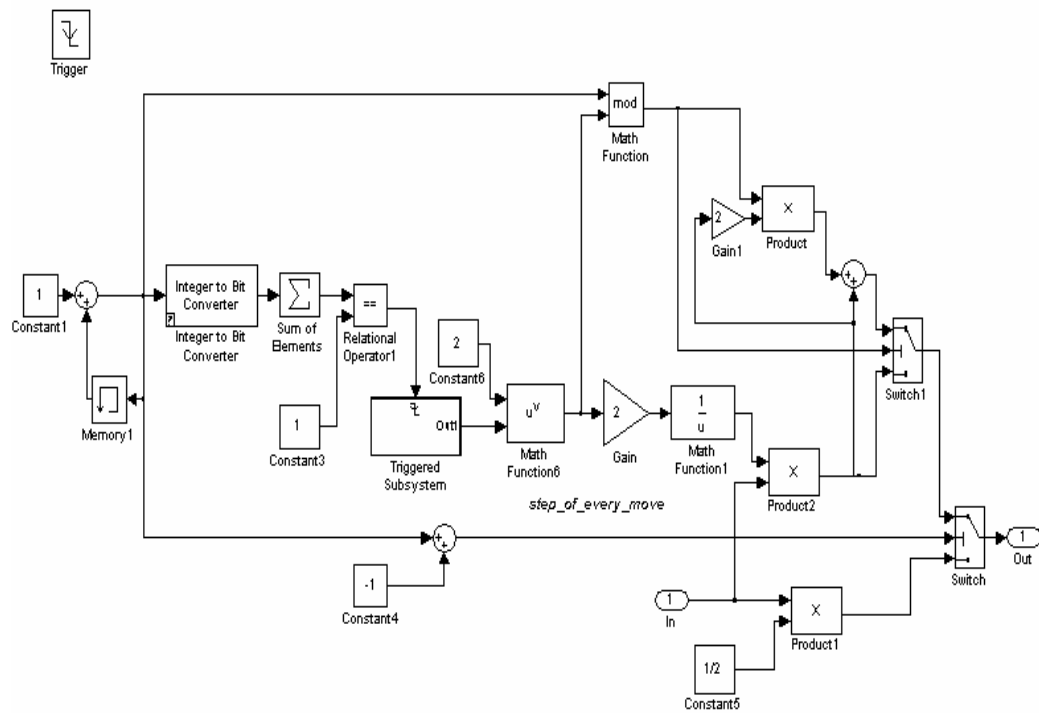 Trigger
mod
Math
Function
2
Gain1
X
Product
1
Constant1
+
+
Integer to Bit
Converter
?
Integer to Bit
Converter
Sum of
Elements
==
Relational
Operator1
+
+
2
Constant6
Switch1
Memory1
1
Constant3
Out1
Triggered
Subsystem
u^v
Math
Function6
2
Gain
1
u
Math
Function1
X
Product2
step_of_every_move
+
+
-1
Constant4
1
In
X
Product1
1/2
Constant5
Switch
1
Out